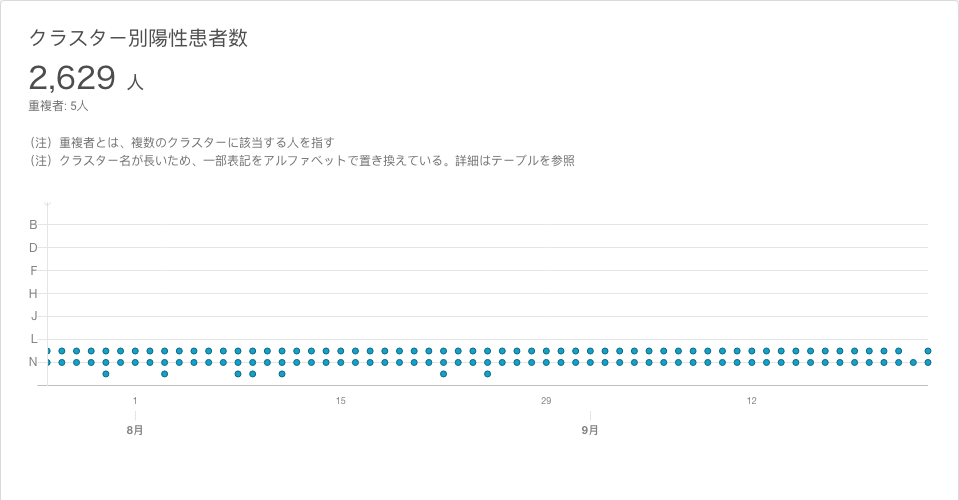 クラスター別陽性患者数
2,629 人
重複者: 5人
（注）重複者とは、複数のクラスターに該当する人を指す
（注）クラスター名が長いため、一部表記をアルファベットで置き換えている。詳細はテーブルを参照
B
D
F
H
J
L
N
1 15 29 12
8月 9月